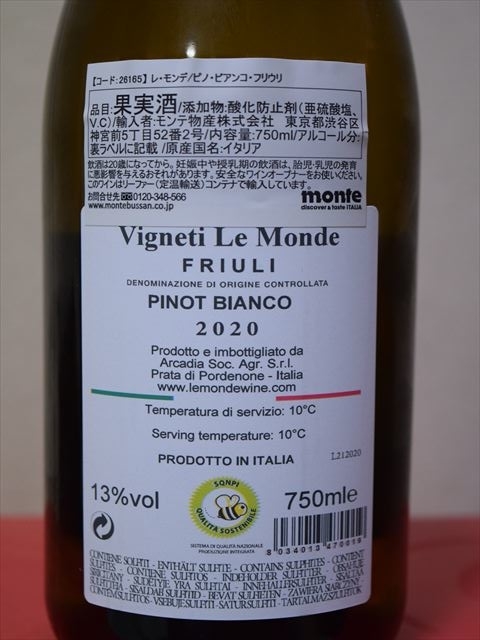 【コード:26165】レ・モンデ/ピノ・ビアンコ・フリウリ
品目:果実酒/添加物:酸化防止剤(亜硫酸塩、
V.C)/輸入者:モンテ物産株式会社 東京都渋谷区
神宮前5丁目52番2号/内容量:750ml/アルコール分:
裏ラベルに記載/原産国名:イタリア
飲酒は20歳になってから。妊娠中や授乳期の飲酒は、胎児・乳児の発育
に悪影響を与えるおそれがあります。安全なワインオープナーをお使いください。
このワインはリーファー(定温輸送)コンテナで輸入しています。
お問合せ先 0120-348-566
www.montebussan.co.jp
monte
discover & taste ITALIA
Vigneti Le Monde
FRIULI
DENOMINAZIONE DI ORIGINE CONTROLLATA
PINOT BIANCO
2020
Prodotto e imbottigliato da
Arcadia Soc. Agr. S.r.l.
Prata di Pordenone - Italia
www.lemondewine.com
Temperatura di servizio: 10°C
Serving temperature: 10°C
L212020
PRODOTTO IN ITALIA
13%vol
SQNPI
QUALITÀ SOSTENIBILE
SISTEMA DI QUALITÀ NAZIONALE
PRODUZIONE INTEGRATA
750mle
8 034013 470019
CONTIENE SOLFITI - ENTHÄLT SULFITE - CONTAINS SULPHITES - CONTIENT
SULFITES - CONTIENE SULFITOS - INDEHOLDER SULFITTER -